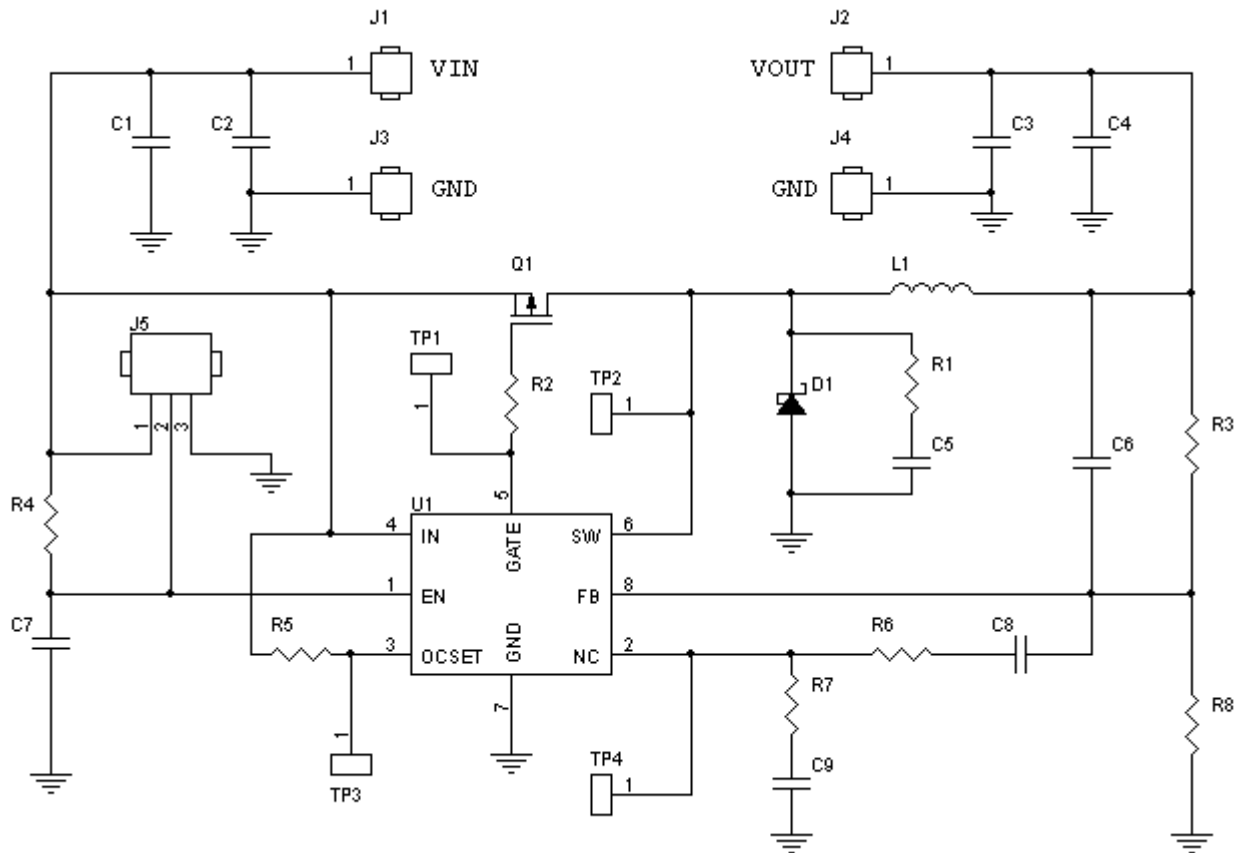 J1
J2
1
VIN
VOUT
1
C1
C2
J3
J4
C3
C4
1
GND
GND
1
Q1
L1
J5
TP1
R2
TP2
R1
D1
1
1
R3
1
2
3
C5
C6
R4
U1
5
4
IN
GATE
SW
6
1
EN
FB
8
C7
R5
3
OCSET
GND
NC
2
R6
C8
R7
R8
7
1
TP3
TP4
1
C9